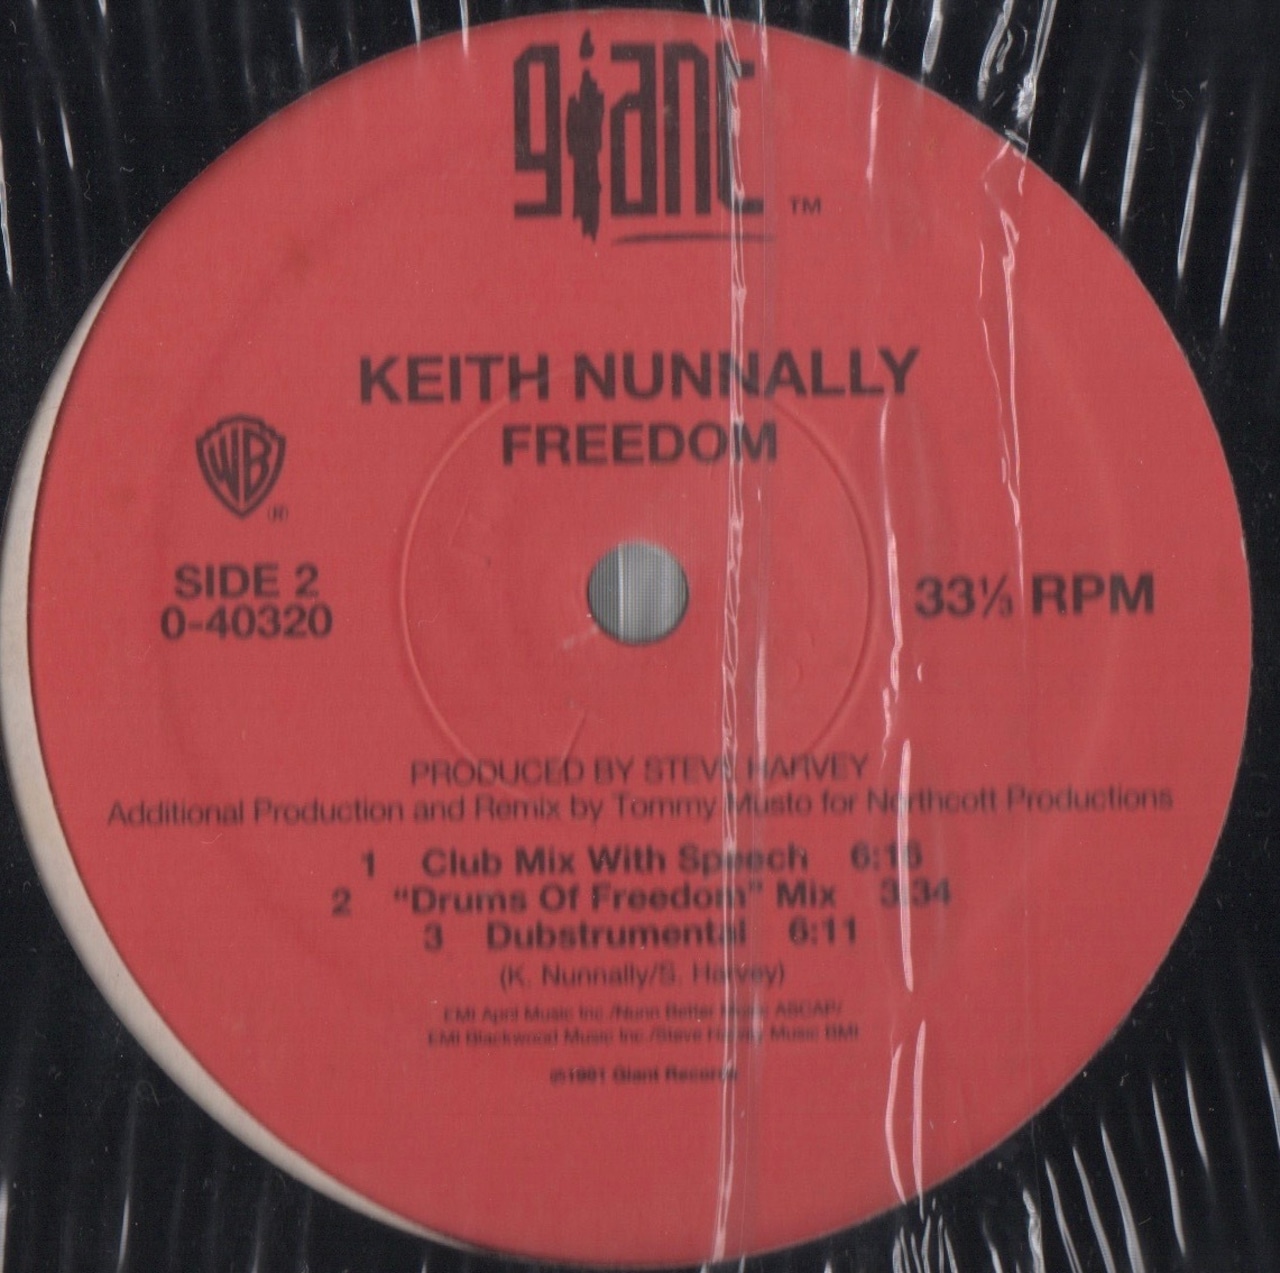 giant ™
KEITH NUNNALLY
FREEDOM
WB ®
SIDE 2
0-40320
33⅓ RPM
PRODUCED BY STEVE HARVEY
Additional Production and Remix by Tommy Musto for Northcott Productions
1 Club Mix With Speech 6:16
2 "Drums Of Freedom" Mix 3:34
3 Dubstrumental 6:11
(K. Nunnally/S. Harvey)
EMI April Music Inc./Nunn Better Music ASCAP/
EMI Blackwood Music Inc./Steve Harvey Music BMI
℗1991 Giant Records